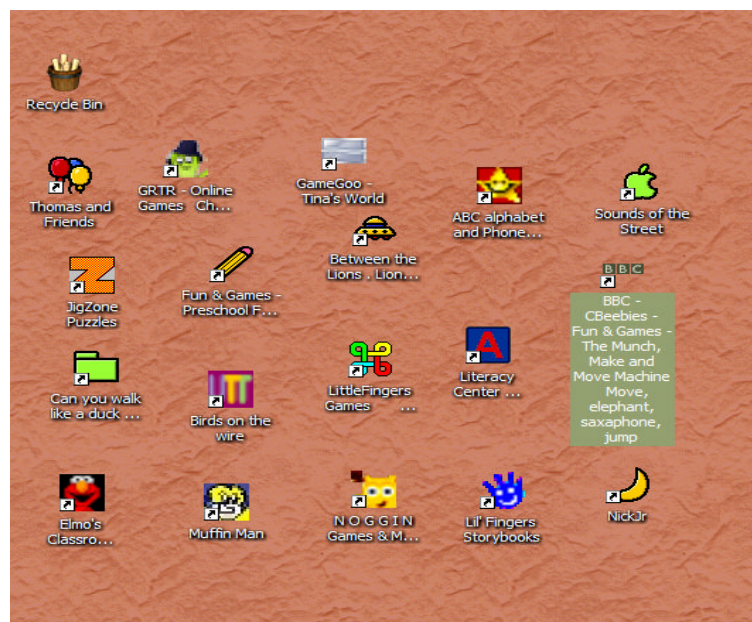 Recycle Bin
Thomas and
Friends
GRTR - Online
Games Ch...
GameGoo -
Tina's World
ABC alphabet
and Phone...
Sounds of the
Street
JigZone
Puzzles
Fun & Games -
Preschool F...
Between the
Lions . Lion...
BBC
BBC -
CBeebies -
Fun & Games -
The Munch,
Make and
Move Machine
Move,
elephant,
saxaphone,
jump
Can you walk
like a duck ...
Birds on the
wire
LittleFingers
Games ...
A
Literacy
Center ...
Elmo's
Classro...
Muffin Man
N O G G I N
Games & M...
Lil' Fingers
Storybooks
NickJr